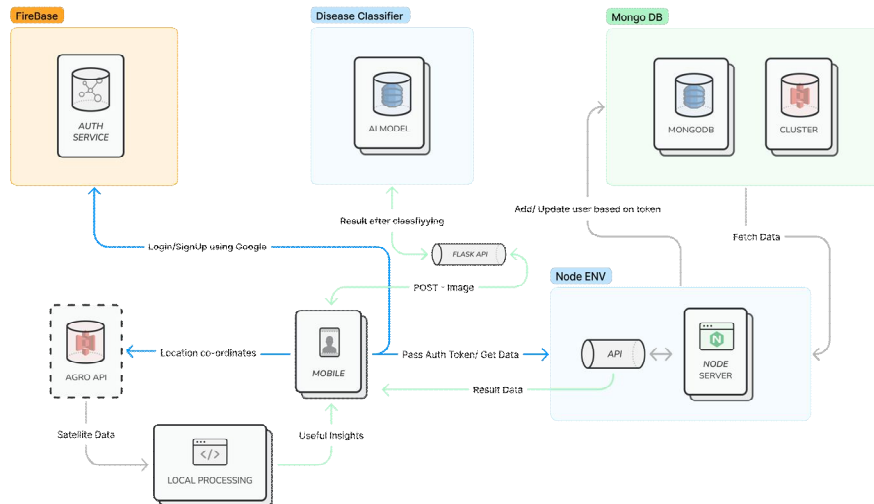 FireBase
Disease Classifier
Mongo DB
AUTH
SERVICE
AI MODEL
MONGODB
CLUSTER
Result after classfiyying
Add/ Update user based on token
Login/SignUp using Google
FLASK API
Fetch Data
POST - Image
Node ENV
AGRO API
Location co-ordinates
MOBILE
Pass Auth Token/ Get Data
API
NODE
SERVER
Result Data
Satellite Data
Useful Insights
LOCAL PROCESSING